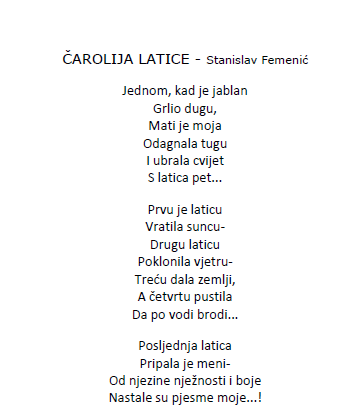 ČAROLIJA LATICE - Stanislav Femenić
Jednom, kad je jablan
Grlio dugu,
Mati je moja
Odagnala tugu
I ubrala cvijet
S latica pet...
Prvu je laticu
Vratila suncu-
Drugu laticu
Poklonila vjetru-
Treću dala zemlji,
A četvrtu pustila
Da po vodi brodi...
Posljednja latica
Pripala je meni-
Od njezine nježnosti i boje
Nastale su pjesme moje...!